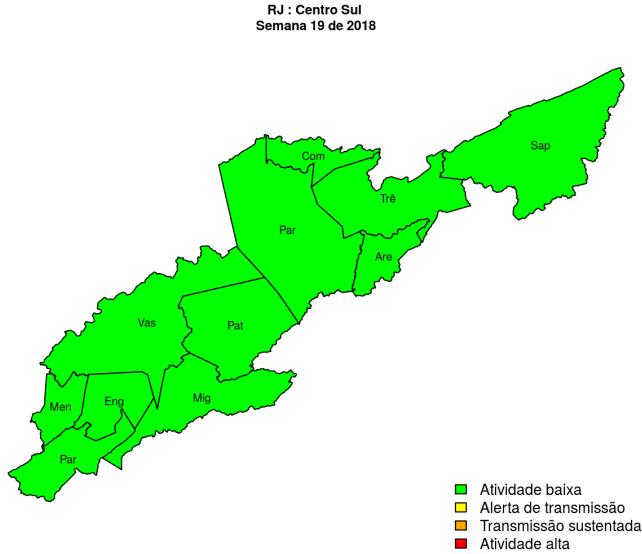 RJ : Centro Sul
Semana 19 de 2018
Sap
Com
Trê
Par
Are
Vas
Pat
Mig
Eng
Men
Par
Atividade baixa
Alerta de transmissão
Transmissão sustentada
Atividade alta